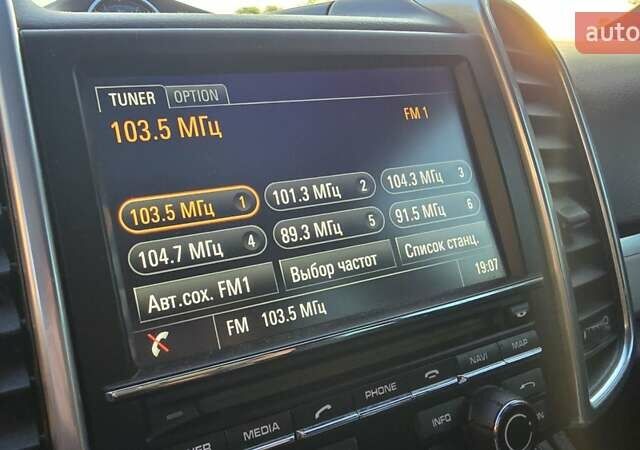 auto
TUNER OPTION
103.5 МГц FM 1
103.5 МГц 1 101.3 МГц 2 104.3 МГц 3
104.7 МГц 4 89.3 МГц 5 91.5 МГц 6
Авт.сох. FM1 Выбор частот Список станц.
FM 103.5 МГц 19:07
MEDIA PHONE NAVI MAP
INFO